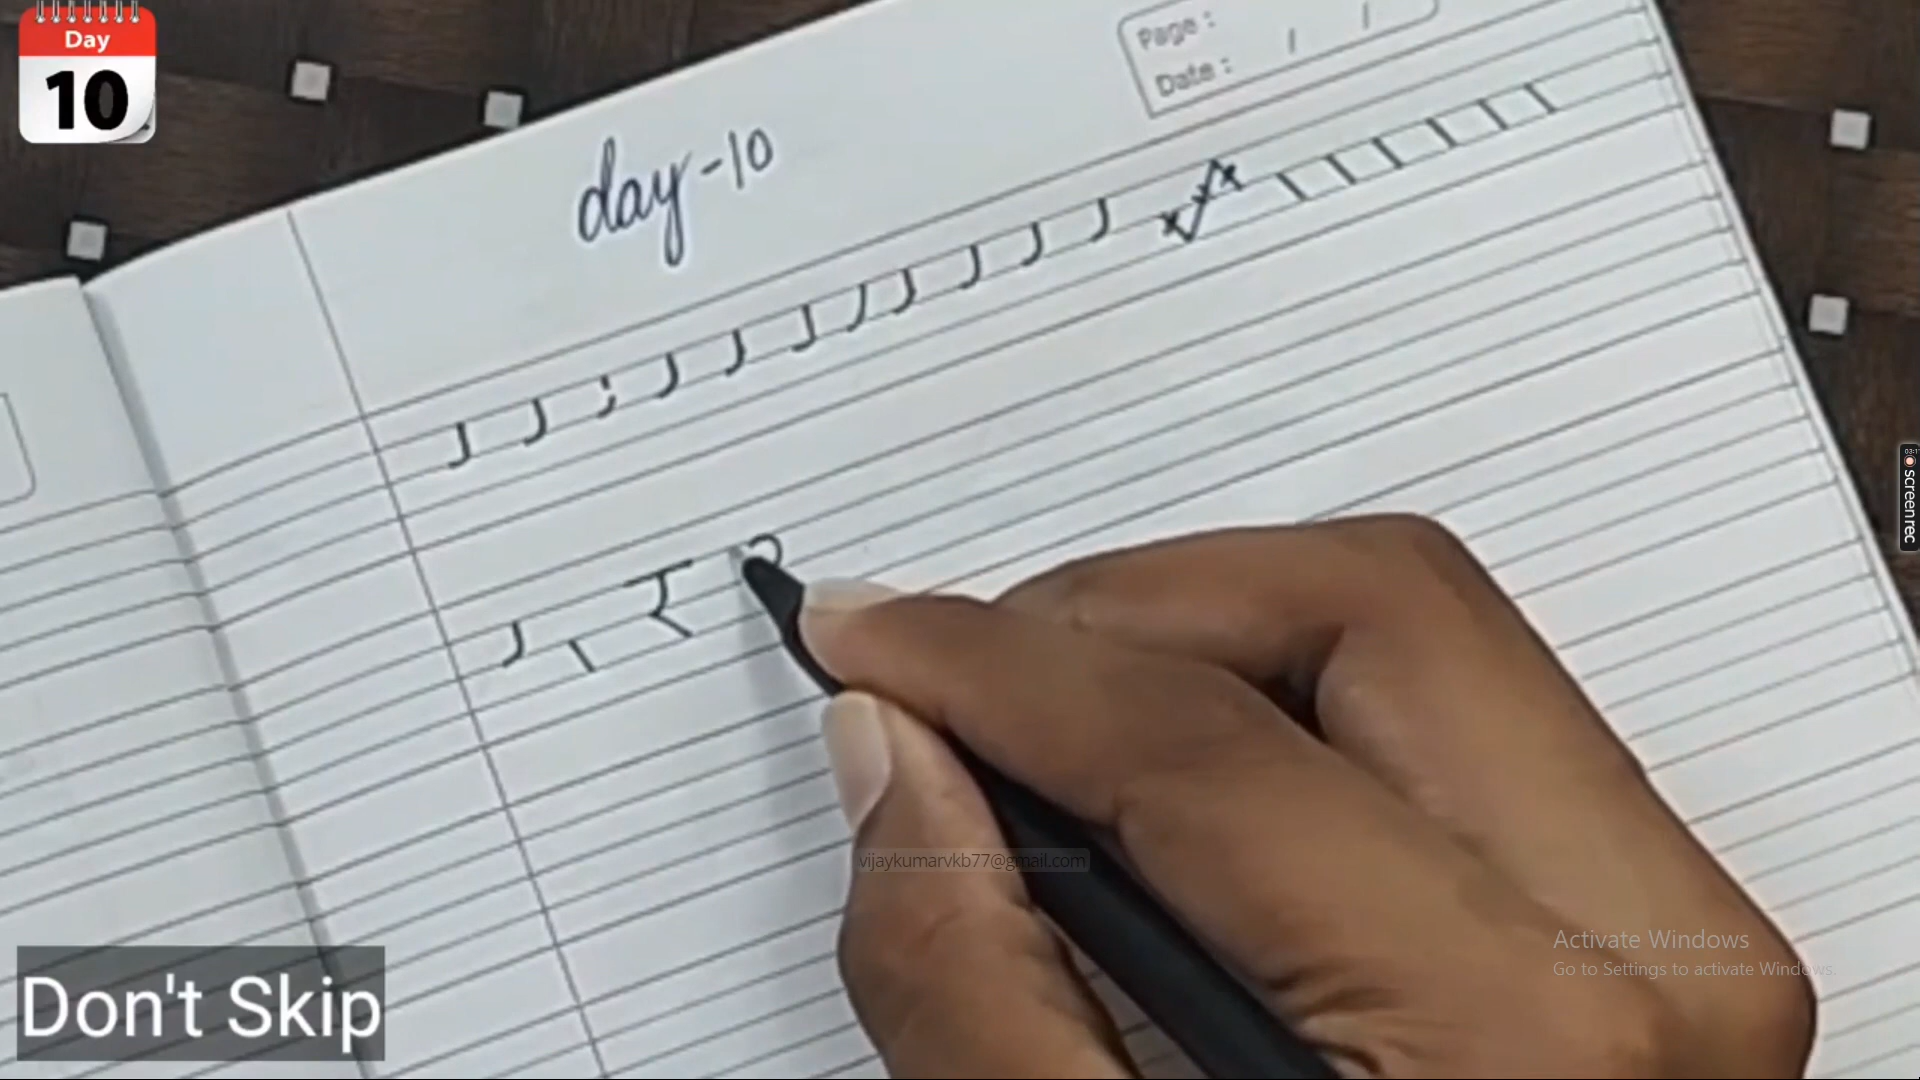 Day
10
Page :
Date : / /
day-10
र
vijaykumarvkb77@gmail.com
screenrec
Activate Windows
Go to Settings to activate Windows.
Don't Skip